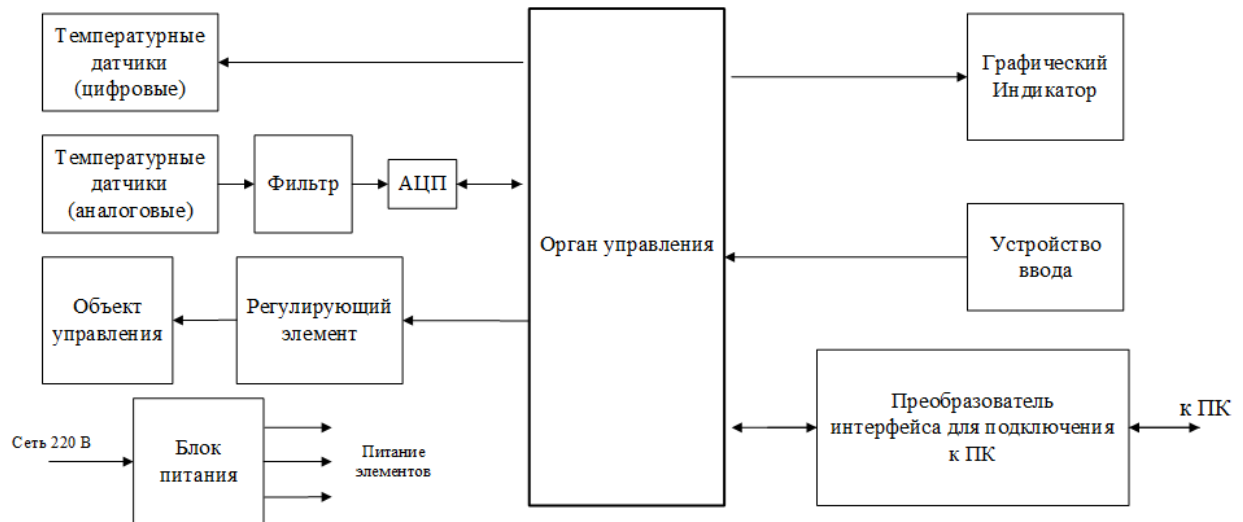 Температурные
датчики
(цифровые)
Графический
Индикатор
Температурные
датчики
(аналоговые)
Фильтр
АЦП
Орган управления
Устройство
ввода
Объект
управления
Регулирующий
элемент
Преобразователь
интерфейса для подключения
к ПК
к ПК
Сеть 220 В
Блок
питания
Питание
элементов